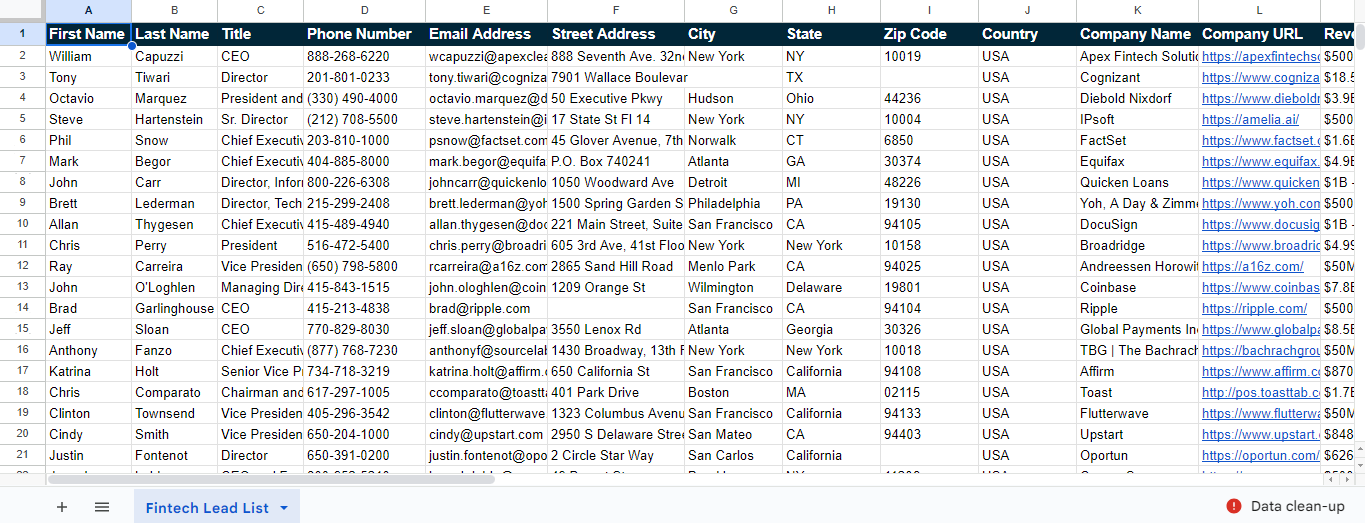 A B C D E F G H I J K L
1 First Name Last Name Title Phone Number Email Address Street Address City State Zip Code Country Company Name Company URL Reve
2 William Capuzzi CEO 888-268-6220 wcapuzzi@apexclea 888 Seventh Ave. 32n New York NY 10019 USA Apex Fintech Soluti https://apexfintechso $500
3 Tony Tiwari Director 201-801-0233 tony.tiwari@cogniza 7901 Wallace Boulevar TX USA Cognizant https://www.cogniza $18.5
4 Octavio Marquez President and (330) 490-4000 octavio.marquez@d 50 Executive Pkwy Hudson Ohio 44236 USA Diebold Nixdorf https://www.dieboldn $3.9B
5 Steve Hartenstein Sr. Director (212) 708-5500 steve.hartenstein@i 17 State St Fl 14 New York NY 10004 USA IPsoft https://amelia.ai/ $500
6 Phil Snow Chief Executiv 203-810-1000 psnow@factset.com 45 Glover Avenue, 7th Norwalk CT 6850 USA FactSet https://www.factset.c $1.6B
7 Mark Begor Chief Executiv 404-885-8000 mark.begor@equifa P.O. Box 740241 Atlanta GA 30374 USA Equifax https://www.equifax. $4.9B
8 John Carr Director, Infor 800-226-6308 johncarr@quickenlo 1050 Woodward Ave Detroit MI 48226 USA Quicken Loans https://www.quicken $1B -
9 Brett Lederman Director, Tech 215-299-2408 brett.lederman@yoh 1500 Spring Garden S Philadelphia PA 19130 USA Yoh, A Day & Zimme https://www.yoh.com $500
10 Allan Thygesen Chief Executiv 415-489-4940 allan.thygesen@doc 221 Main Street, Suite San Francisco CA 94105 USA DocuSign https://www.docusig $1B -
11 Chris Perry President 516-472-5400 chris.perry@broadri 605 3rd Ave, 41st Floo New York New York 10158 USA Broadridge https://www.broadric $4.99
12 Ray Carreira Vice Presiden (650) 798-5800 rcarreira@a16z.com 2865 Sand Hill Road Menlo Park CA 94025 USA Andreessen Horowit https://a16z.com/ $50M
13 John O'Loghlen Managing Dire 415-843-1515 john.ologhlen@coin 1209 Orange St Wilmington Delaware 19801 USA Coinbase https://www.coinbas $7.8B
14 Brad Garlinghouse CEO 415-213-4838 brad@ripple.com San Francisco CA 94104 USA Ripple https://ripple.com/ $500
15 Jeff Sloan CEO 770-829-8030 jeff.sloan@globalpa 3550 Lenox Rd Atlanta Georgia 30326 USA Global Payments Inc https://www.globalpa $8.5B
16 Anthony Fanzo Chief Executiv (877) 768-7230 anthonyf@sourcelab 1430 Broadway, 13th F New York New York 10018 USA TBG | The Bachrach https://bachrachgrou $50M
17 Katrina Holt Senior Vice Pr 734-718-3219 katrina.holt@affirm.c 650 California St San Francisco California 94108 USA Affirm https://www.affirm.co $870
18 Chris Comparato Chairman and 617-297-1005 ccomparato@toastt 401 Park Drive Boston MA 02115 USA Toast http://pos.toasttab.c $1.7B
19 Clinton Townsend Vice Presiden 405-296-3542 clinton@flutterwave 1323 Columbus Avenu San Francisco California 94133 USA Flutterwave https://www.flutterwa $50M
20 Cindy Smith Vice Presiden 650-204-1000 cindy@upstart.com 2950 S Delaware Stree San Mateo CA 94403 USA Upstart https://www.upstart. $848
21 Justin Fontenot Director 650-391-0200 justin.fontenot@opo 2 Circle Star Way San Carlos California USA Oportun https://oportun.com/ $626
Fintech Lead List
Data clean-up